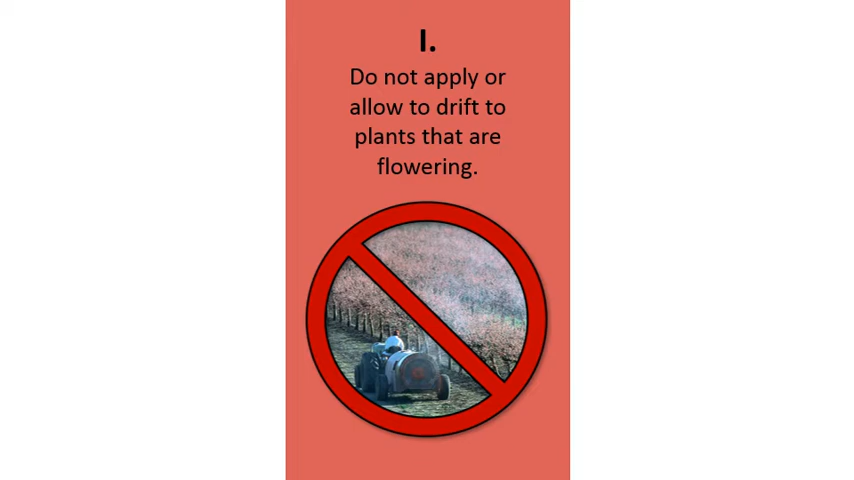 I.
Do not apply or
allow to drift to
plants that are
flowering.